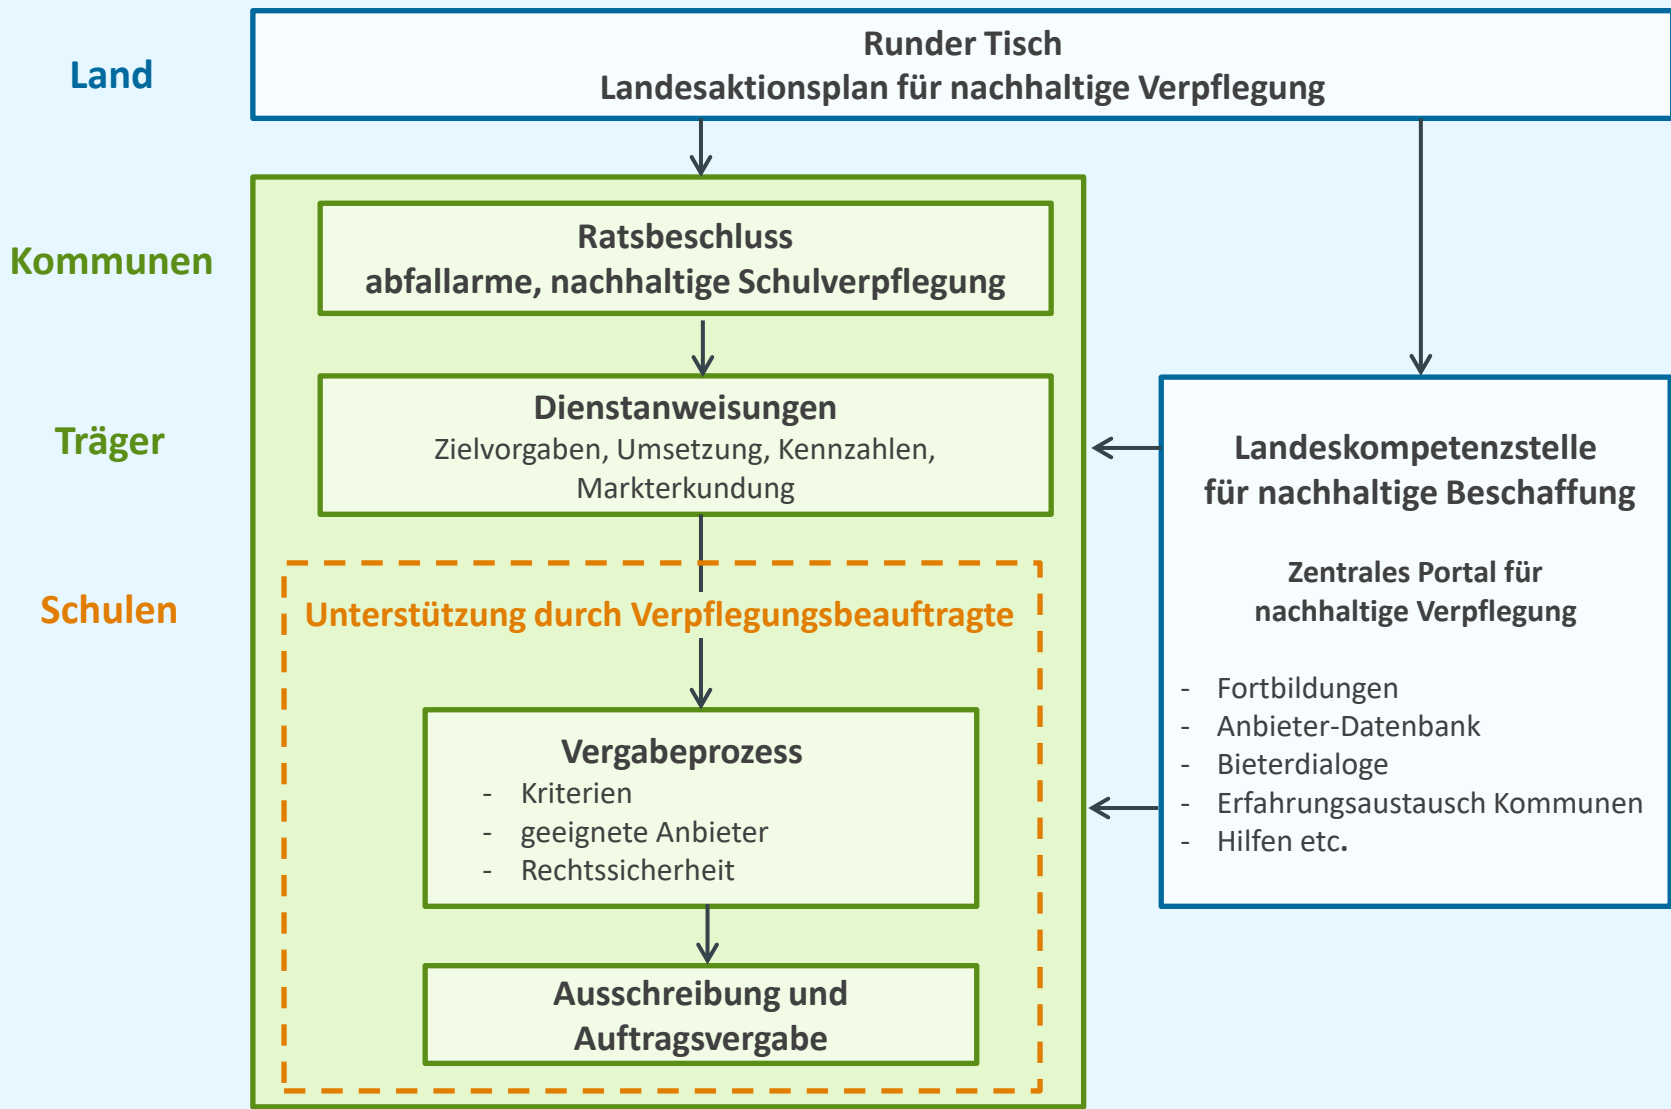 Land
Runder Tisch
Landesaktionsplan für nachhaltige Verpflegung
Kommunen
Ratsbeschluss
abfallarme, nachhaltige Schulverpflegung
Träger
Dienstanweisungen
Zielvorgaben, Umsetzung, Kennzahlen,
Markterkundung
Schulen
Unterstützung durch Verpflegungsbeauftragte
Vergabeprozess
- Kriterien
- geeignete Anbieter
- Rechtssicherheit
Ausschreibung und
Auftragsvergabe
Landeskompetenzstelle
für nachhaltige Beschaffung
Zentrales Portal für
nachhaltige Verpflegung
- Fortbildungen
- Anbieter-Datenbank
- Bieterdialoge
- Erfahrungsaustausch Kommunen
- Hilfen etc.